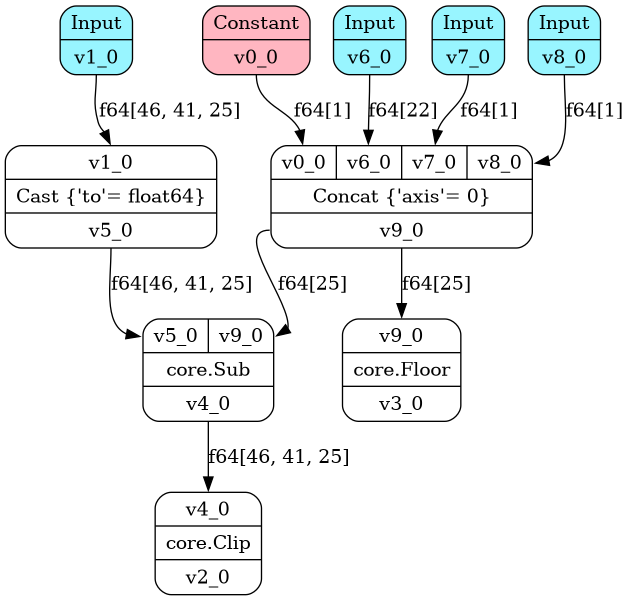 Input
v1_0
Constant
v0_0
Input
v6_0
Input
v7_0
Input
v8_0
f64[46, 41, 25]
f64[1]
f64[22]
f64[1]
f64[1]
v1_0
Cast {'to'= float64}
v5_0
v0_0 v6_0 v7_0 v8_0
Concat {'axis'= 0}
v9_0
f64[46, 41, 25]
f64[25]
f64[25]
v5_0 v9_0
core.Sub
v4_0
v9_0
core.Floor
v3_0
f64[46, 41, 25]
v4_0
core.Clip
v2_0